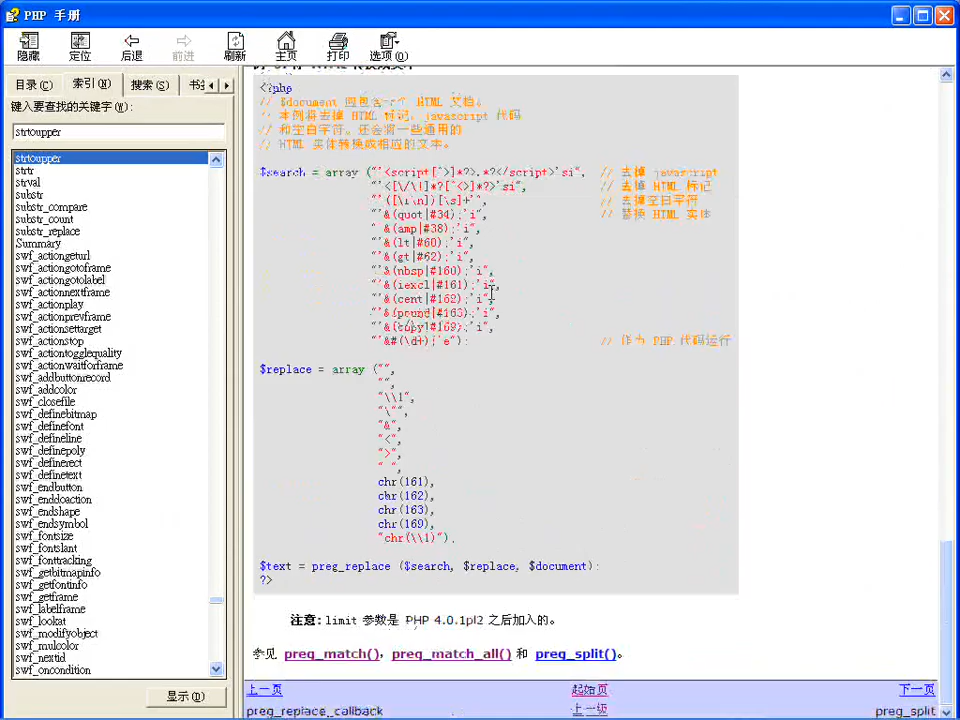 PHP 手册
隐藏 定位 后退 前进 刷新 主页 打印 选项(O)
目录(C) 索引(N) 搜索(S)
键入要查找的关键字(W):
strtoupper
strtoupper
strtr
strval
substr
substr_compare
substr_count
substr_replace
Summary
swf_actiongeturl
swf_actiongotoframe
swf_actiongotolabel
swf_actionnextframe
swf_actionplay
swf_actionprevframe
swf_actionsettarget
swf_actionstop
swf_actiontogglequality
swf_actionwaitforframe
swf_addbuttonrecord
swf_addcolor
swf_closefile
swf_definebitmap
swf_definefont
swf_defineline
swf_definepoly
swf_definerect
swf_definetext
swf_endbutton
swf_enddoaction
swf_endshape
swf_endsymbol
swf_fontsize
swf_fontslant
swf_fonttracking
swf_getbitmapinfo
swf_getfontinfo
swf_getframe
swf_labelframe
swf_lookat
swf_modifyobject
swf_mulcolor
swf_nextid
swf_oncondition
显示(D)
<?php
// $document 应包含一个 HTML 文档。
// 本例将去掉 HTML 标记，javascript 代码
// 和空白字符。还会将一些通用的
// HTML 实体转换成相应的文本。
$search = array ("'<script[^>]*?>.*?</script>'si", // 去掉 javascript
"'<[\/\!]*?[^<>]*?>'si", // 去掉 HTML 标记
"'([\r\n])[\s]+'", // 去掉空白字符
"'&(quot|#34);'i", // 替换 HTML 实体
"'&(amp|#38);'i",
"'&(lt|#60);'i",
"'&(gt|#62);'i",
"'&(nbsp|#160);'i",
"'&(iexcl|#161);'i",
"'&(cent|#162);'i",
"'&(pound|#163);'i",
"'&(copy|#169);'i",
"'&#(\d+);'e"); // 作为 PHP 代码运行
$replace = array ("",
"",
"\\1",
"\"",
"&",
"<",
">",
" ",
chr(161),
chr(162),
chr(163),
chr(169),
"chr(\\1)");
$text = preg_replace ($search, $replace, $document);
?>
注意: limit 参数是 PHP 4.0.1pl2 之后加入的。
参见 preg_match()，preg_match_all() 和 preg_split()。
上一页 起始页 下一页
preg_replace_callback 上一级 preg_split